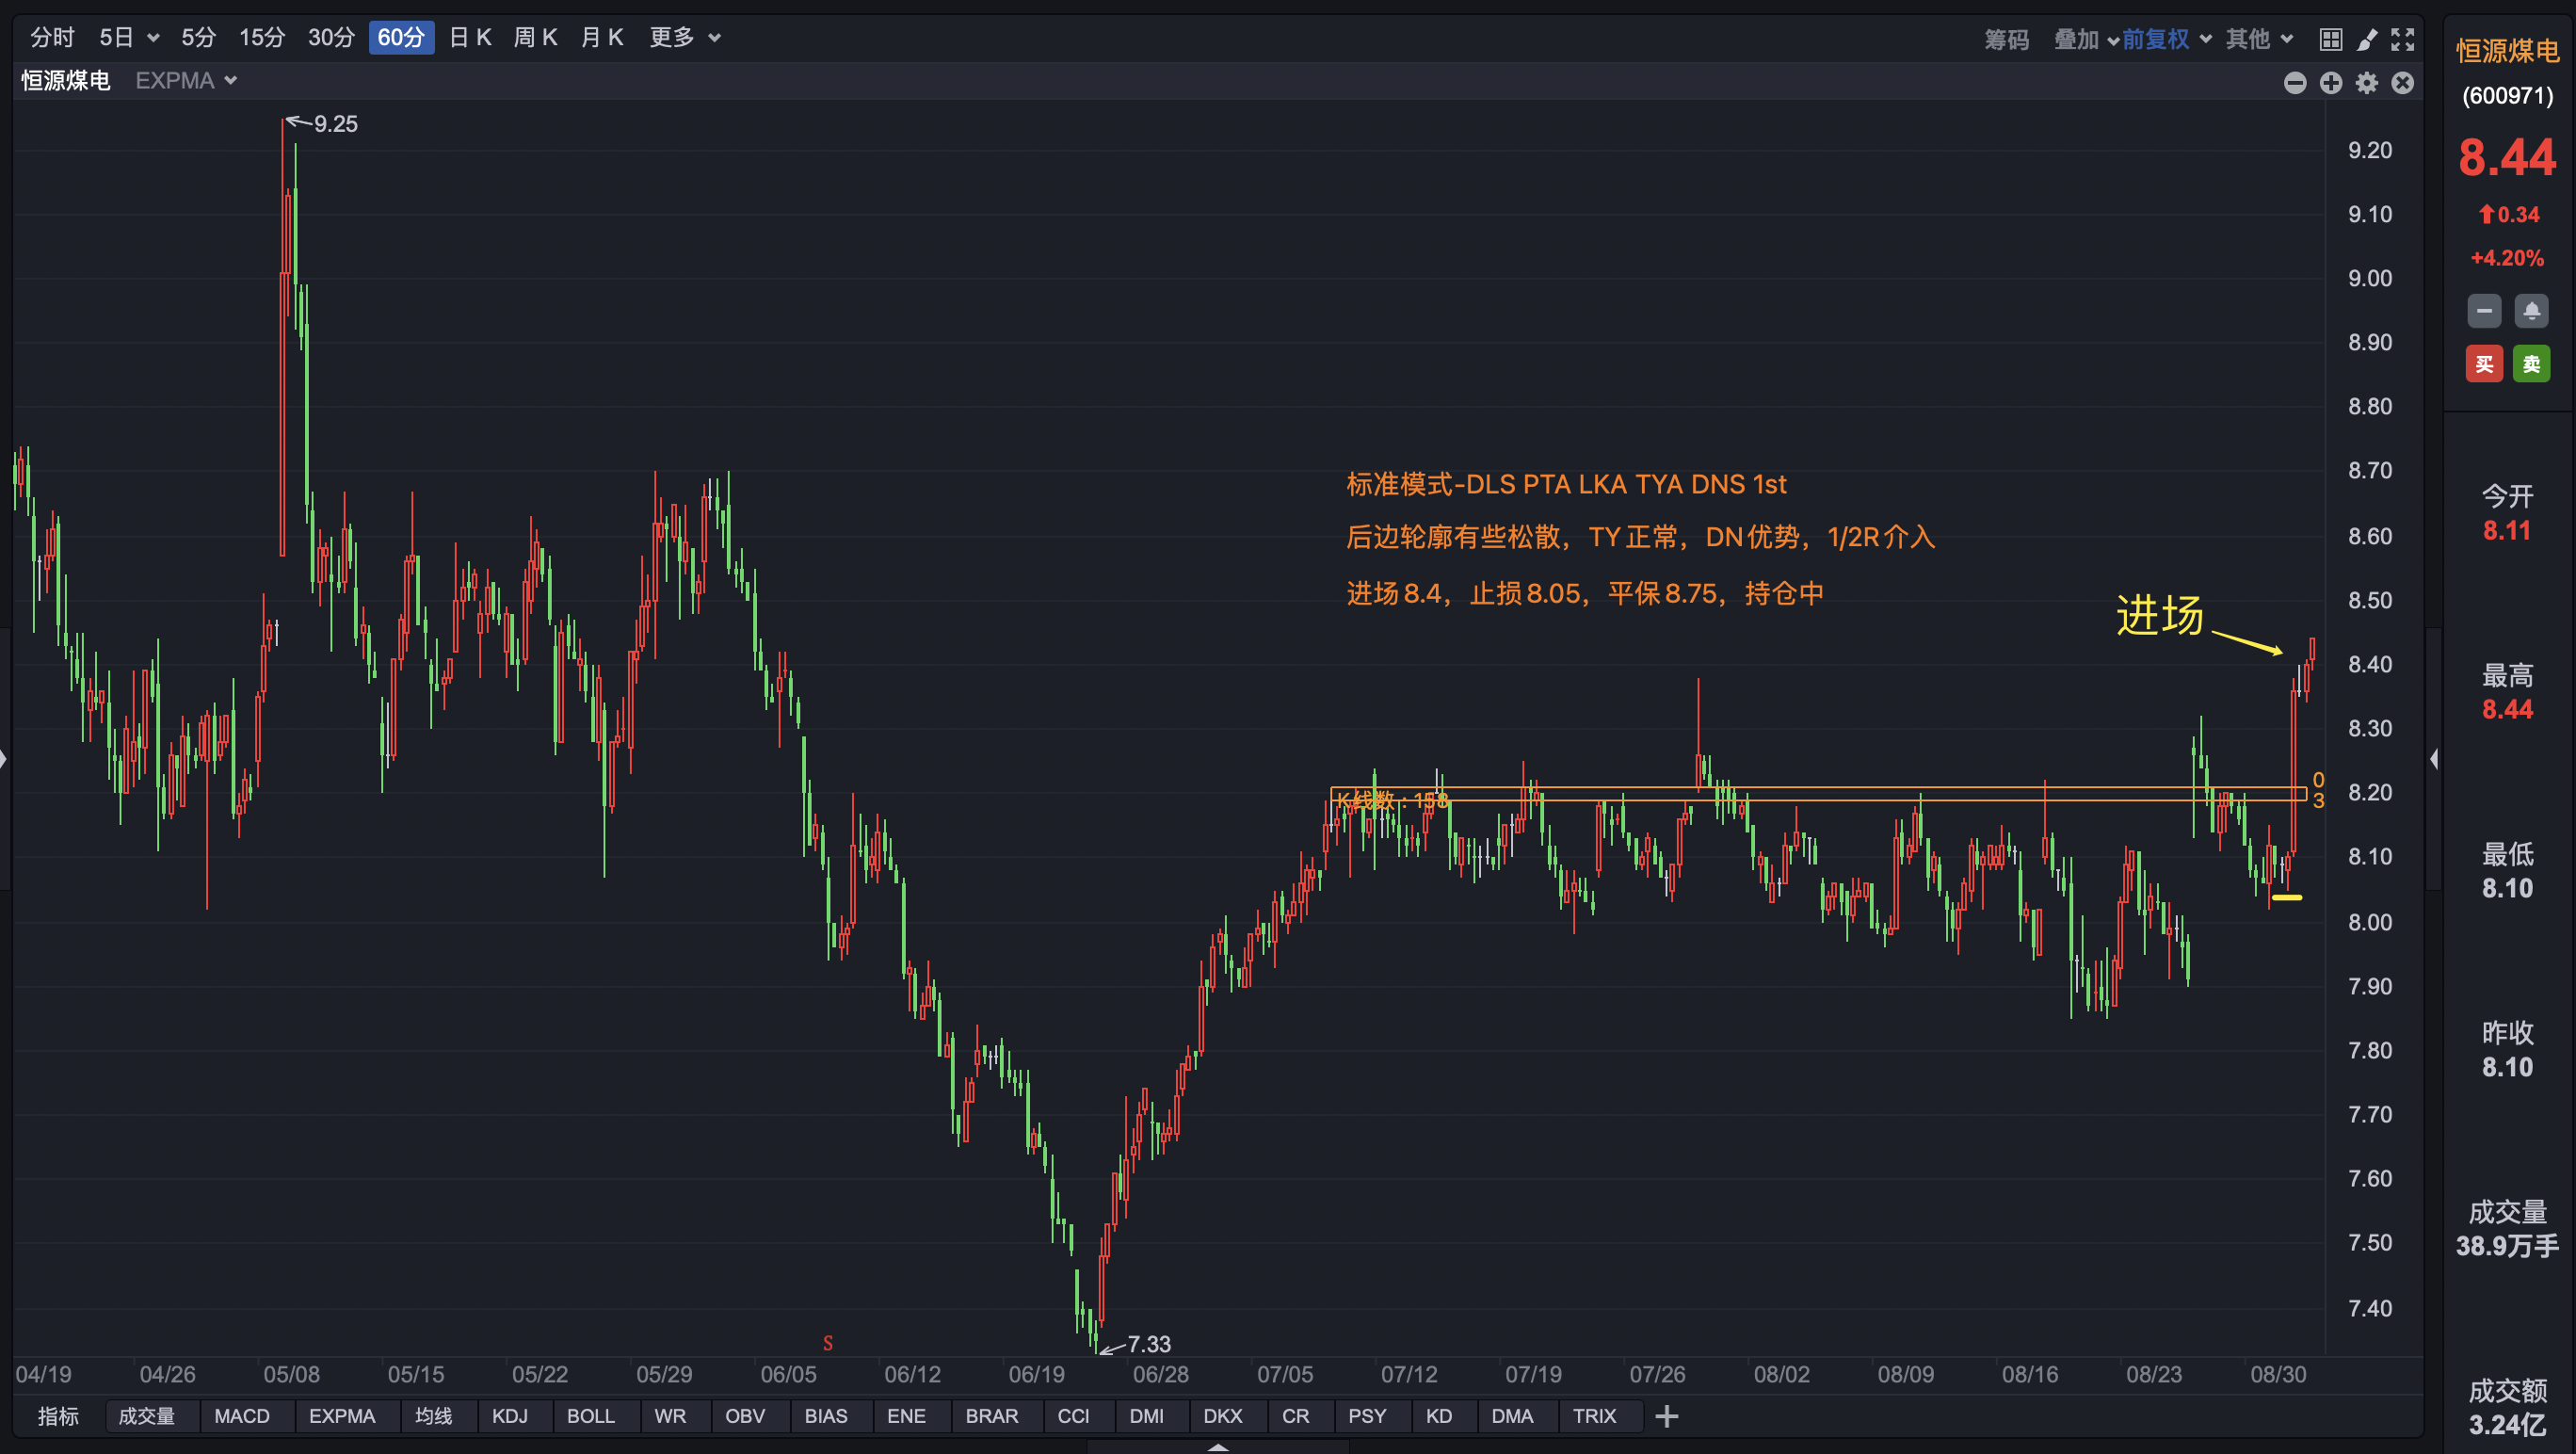 分时 5日 5分 15分 30分 60分 日K 周K 月K 更多 筹码 叠加 前复权 其他
恒源煤电 EXPMA
9.25
9.20
9.10
9.00
8.90
8.80
8.70
8.60
8.50
8.40
8.30
8.20
8.10
8.00
7.90
7.80
7.70
7.60
7.50
7.40
标准模式-DLS PTA LKA TYA DNS 1st
后边轮廓有些松散，TY正常，DN优势，1/2R介入
进场8.4，止损8.05，平保8.75，持仓中
进场
K线数：158
0
3
S
7.33
04/19 04/26 05/08 05/15 05/22 05/29 06/05 06/12 06/19 06/28 07/05 07/12 07/19 07/26 08/02 08/09 08/16 08/23 08/30
指标 成交量 MACD EXPMA 均线 KDJ BOLL WR OBV BIAS ENE BRAR CCI DMI DKX CR PSY KD DMA TRIX
恒源煤电
(600971)
8.44
0.34
+4.20%
买 卖
今开
8.11
最高
8.44
最低
8.10
昨收
8.10
成交量
38.9万手
成交额
3.24亿